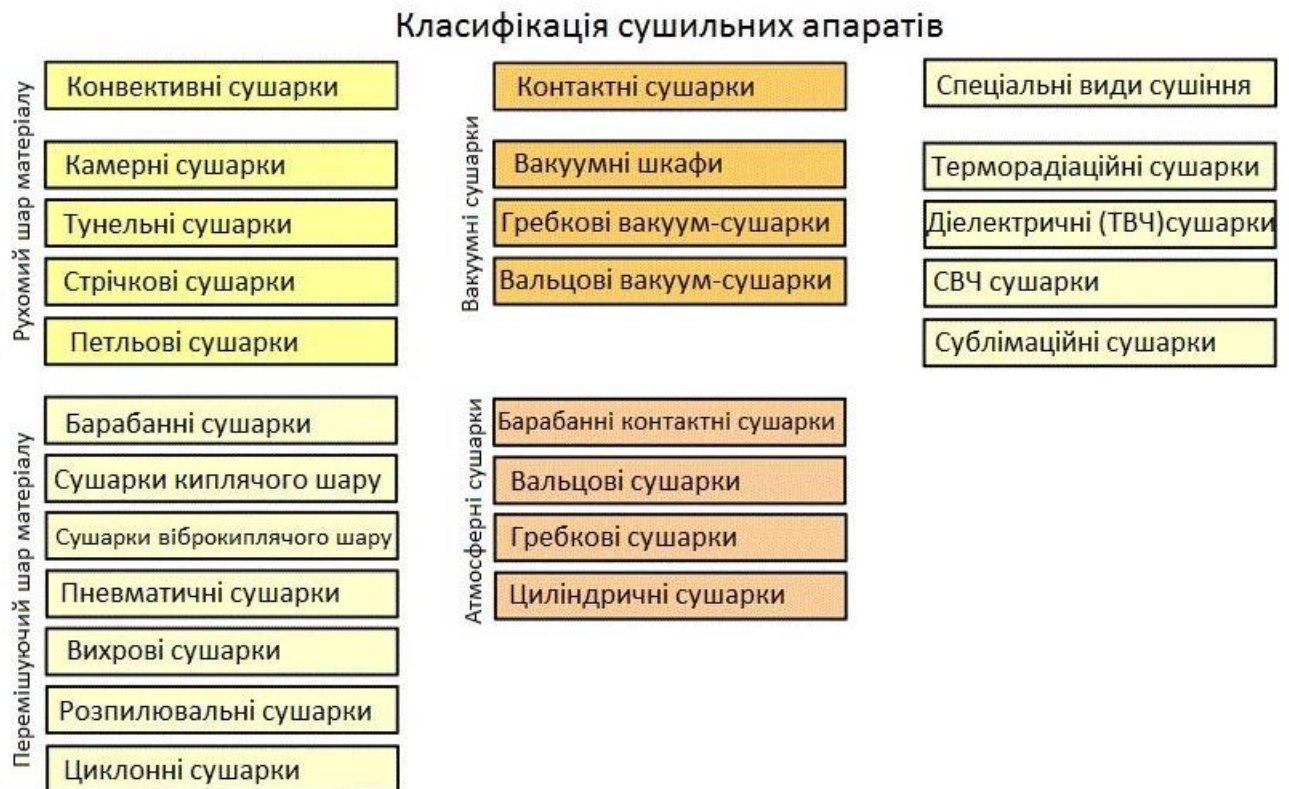 Класифікація сушильних апаратів
Рухомий шар матеріалу
Конвективні сушарки
Камерні сушарки
Тунельні сушарки
Стрічкові сушарки
Петльові сушарки
Перемішуючий шар матеріалу
Барабанні сушарки
Сушарки киплячого шару
Сушарки віброкиплячого шару
Пневматичні сушарки
Вихрові сушарки
Розпилювальні сушарки
Циклонні сушарки
Вакуумні сушарки
Контактні сушарки
Вакуумні шкафи
Гребкові вакуум-сушарки
Вальцові вакуум-сушарки
Атмосферні сушарки
Барабанні контактні сушарки
Вальцові сушарки
Гребкові сушарки
Циліндричні сушарки
Спеціальні види сушіння
Терморадіаційні сушарки
Діелектричні (ТВЧ)сушарки
СВЧ сушарки
Сублімаційні сушарки